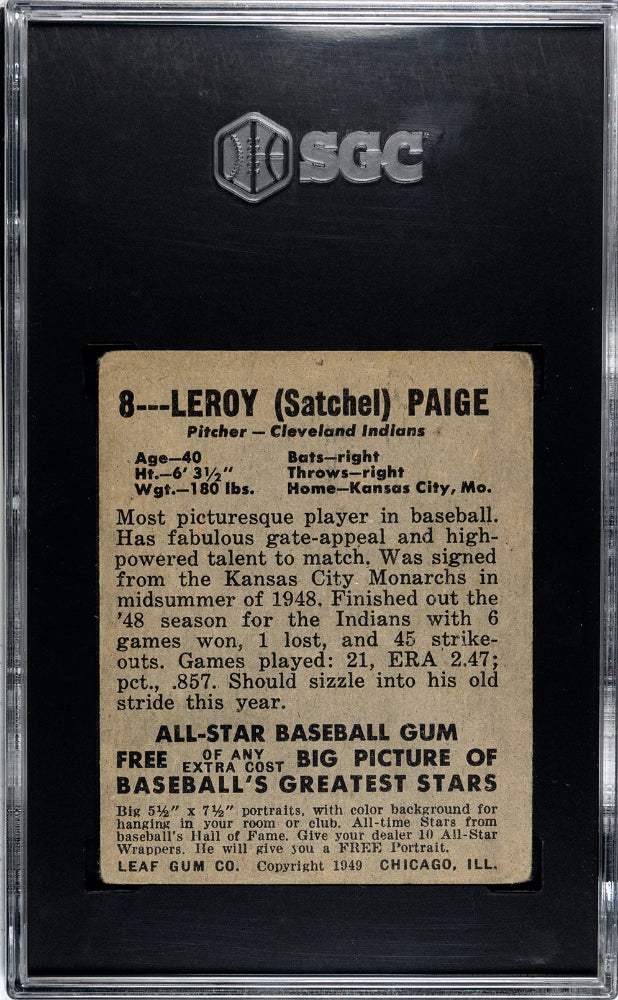 SGC
8---LEROY (Satchel) PAIGE
Pitcher — Cleveland Indians
Age—40 Bats—right
Ht.—6' 3½" Throws—right
Wgt.—180 lbs. Home—Kansas City, Mo.
Most picturesque player in baseball.
Has fabulous gate-appeal and high-
powered talent to match. Was signed
from the Kansas City Monarchs in
midsummer of 1948. Finished out the
'48 season for the Indians with 6
games won, 1 lost, and 45 strike-
outs. Games played: 21, ERA 2.47;
pct., .857. Should sizzle into his old
stride this year.
ALL-STAR BASEBALL GUM
FREE OF ANY EXTRA COST BIG PICTURE OF
BASEBALL'S GREATEST STARS
Big 5½" x 7½" portraits, with color background for
hanging in your room or club. All-time Stars from
baseball's Hall of Fame. Give your dealer 10 All-Star
Wrappers. He will give you a FREE Portrait.
LEAF GUM CO. Copyright 1949 CHICAGO, ILL.